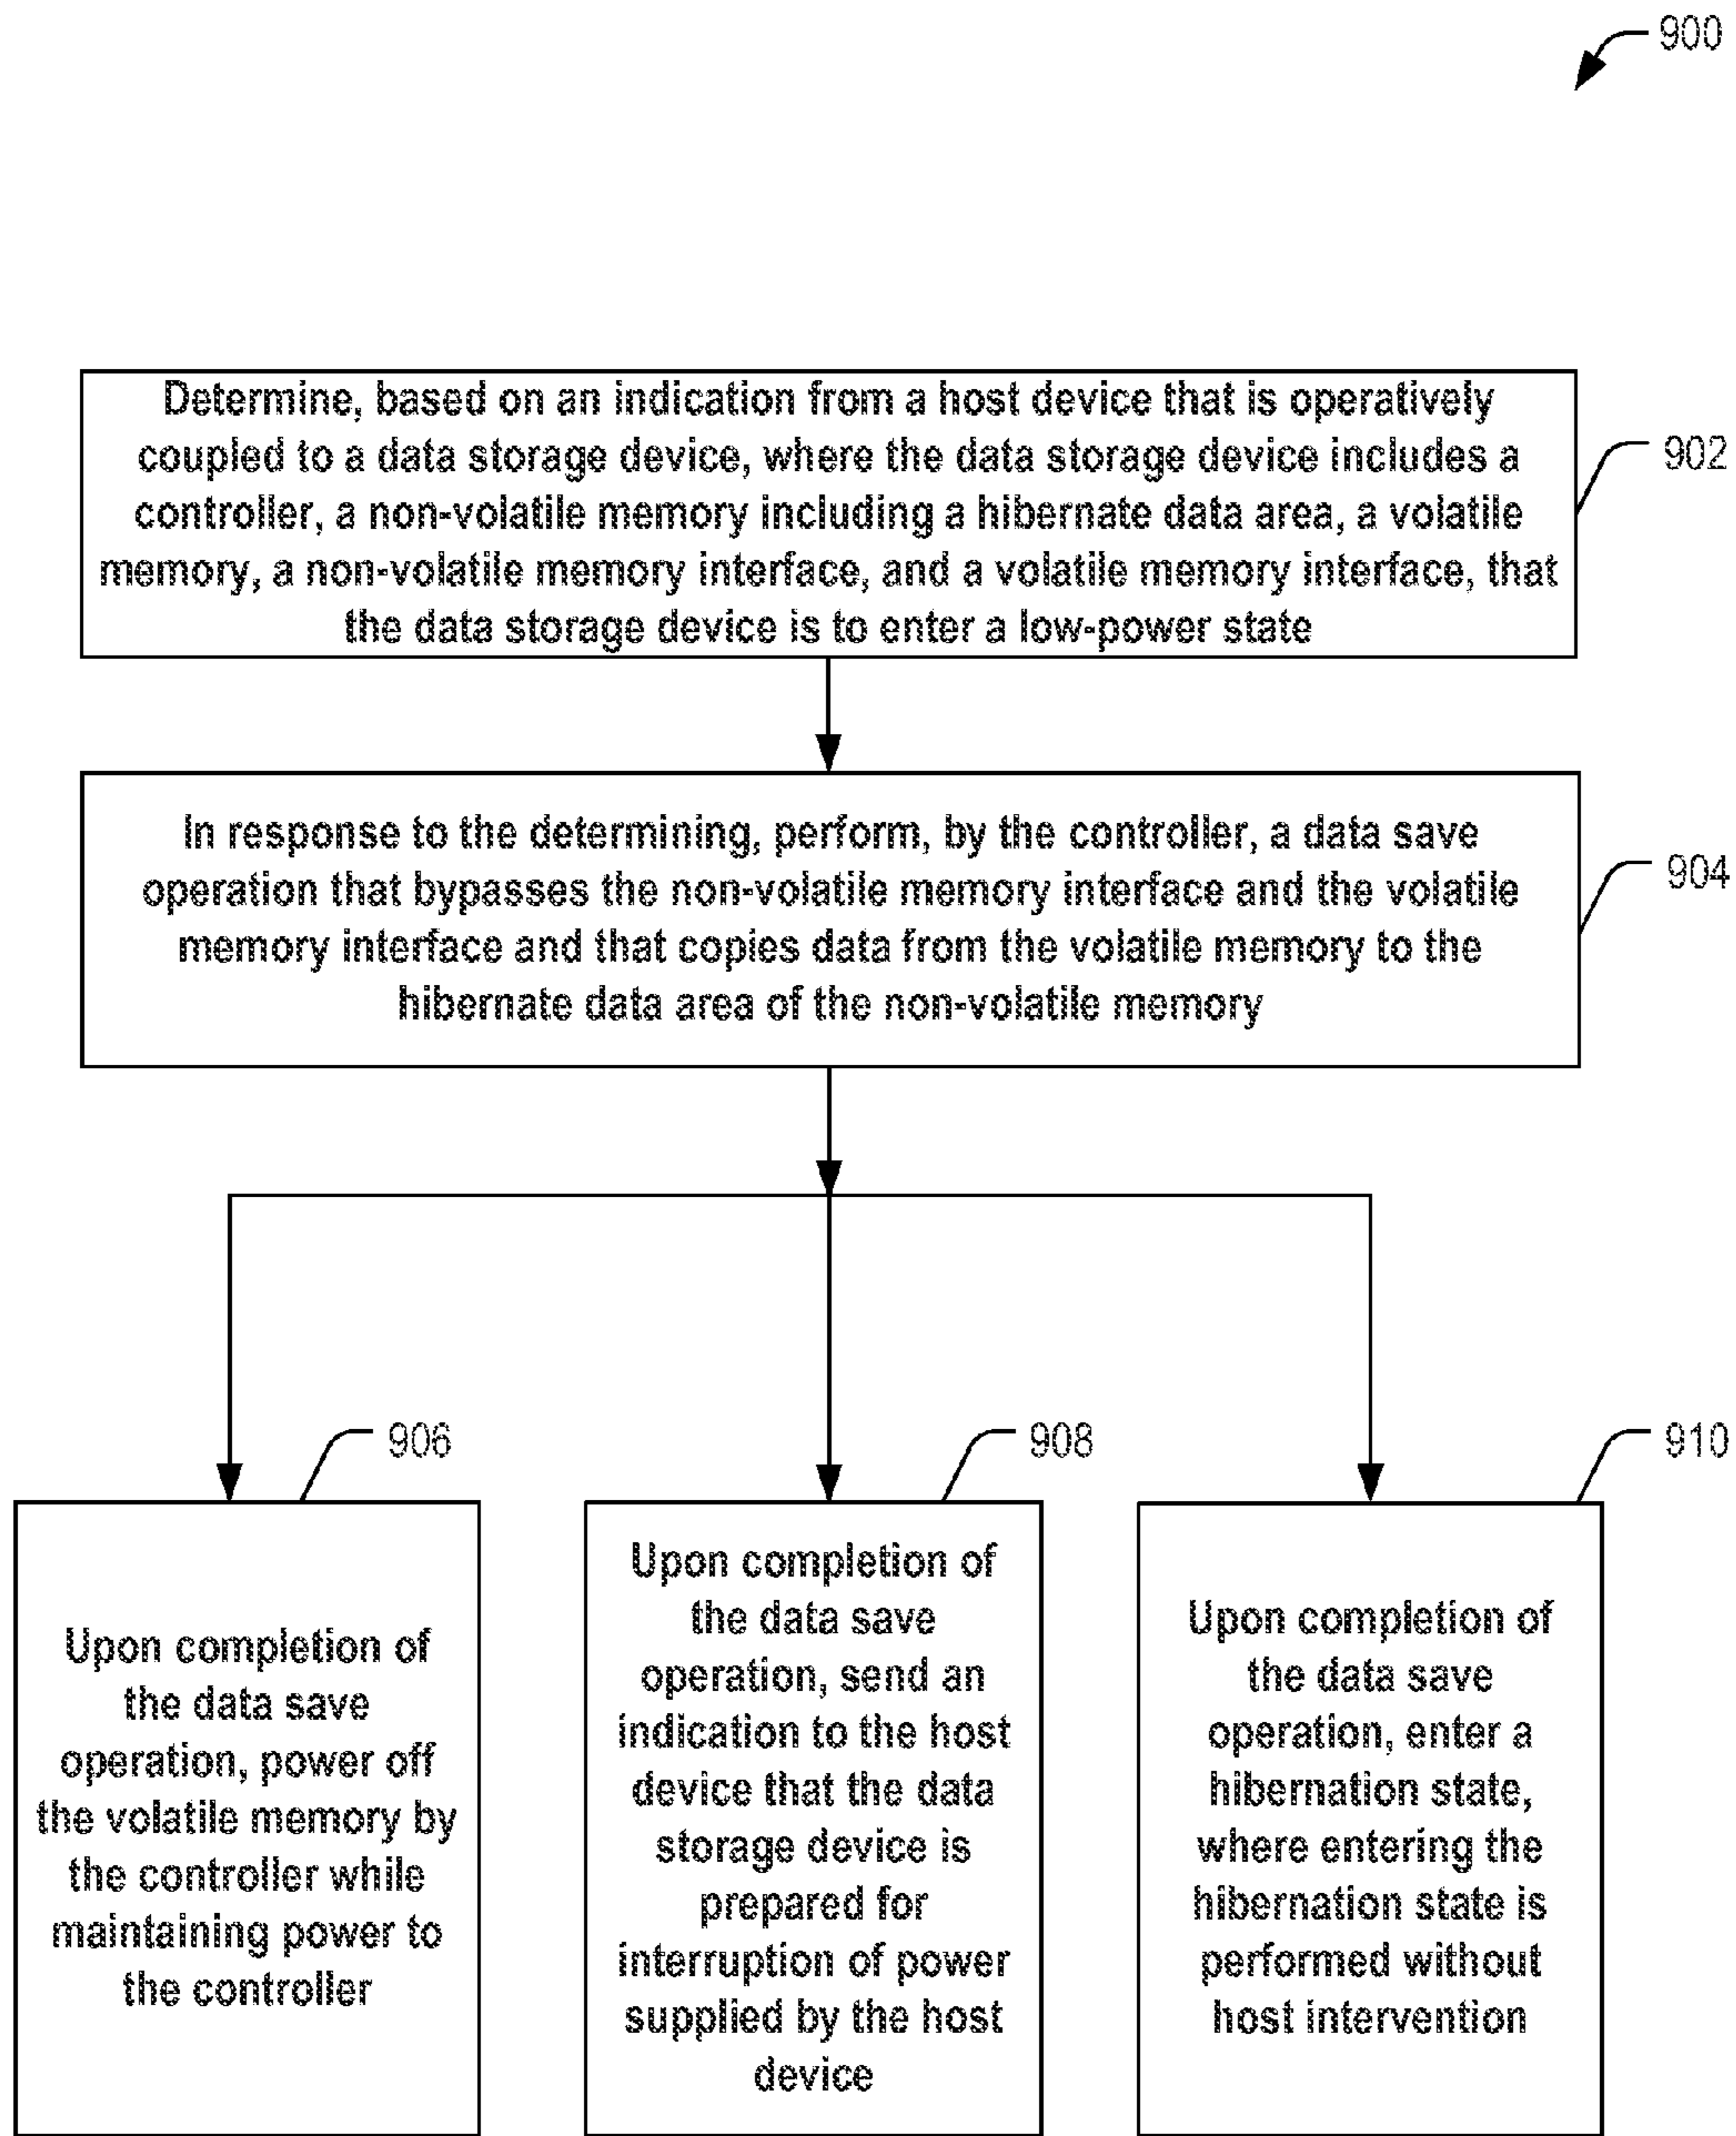 900
Determine, based on an indication from a host device that is operatively
coupled to a data storage device, where the data storage device includes a
controller, a non-volatile memory including a hibernate data area, a volatile
memory, a non-volatile memory interface, and a volatile memory interface, that
the data storage device is to enter a low-power state
902
In response to the determining, perform, by the controller, a data save
operation that bypasses the non-volatile memory interface and the volatile
memory interface and that copies data from the volatile memory to the
hibernate data area of the non-volatile memory
904
906
Upon completion of
the data save
operation, power off
the volatile memory by
the controller while
maintaining power to
the controller
908
Upon completion of
the data save
operation, send an
indication to the host
device that the data
storage device is
prepared for
interruption of power
supplied by the host
device
910
Upon completion of
the data save
operation, enter a
hibernation state,
where entering the
hibernation state is
performed without
host intervention